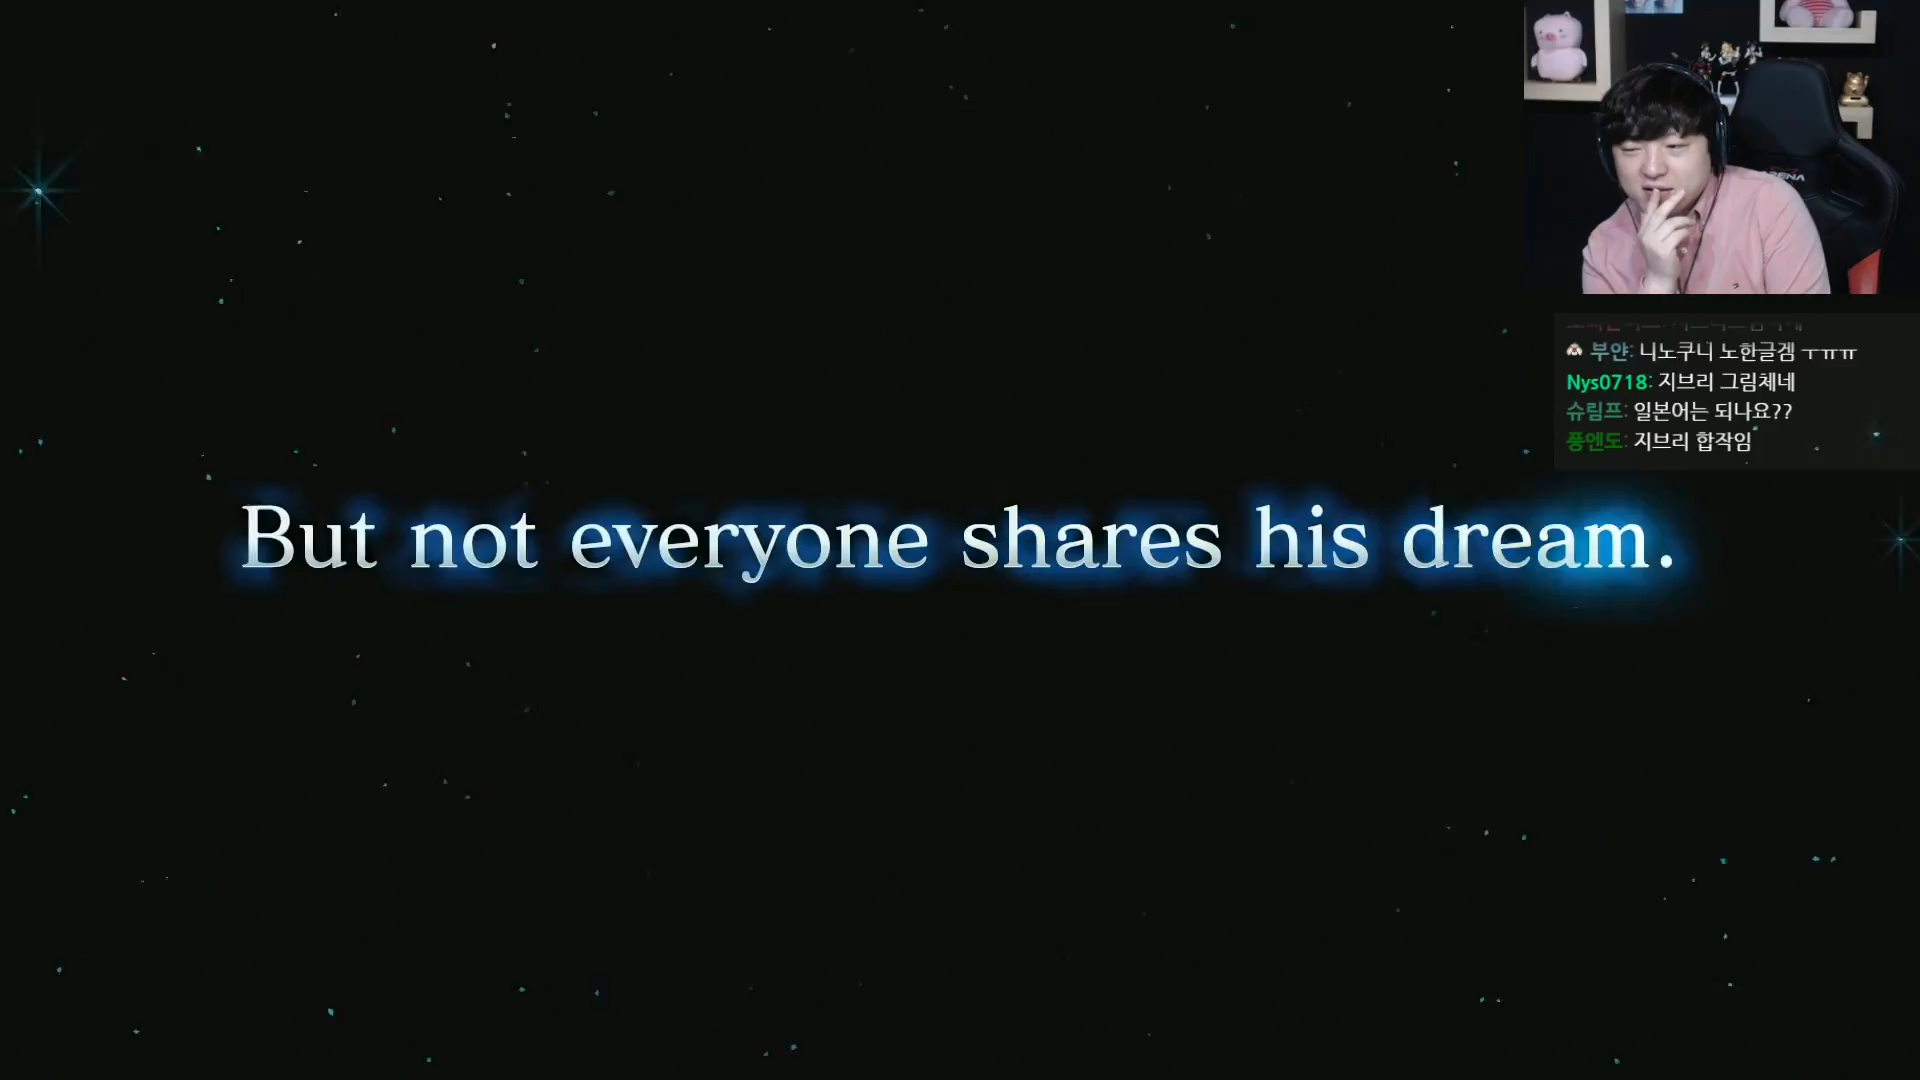 부얀: 니노쿠니 노한글겜 ㅜㅠㅠ
Nys0718: 지브리 그림체네
슈림프: 일본어는 되나요??
풍엔도: 지브리 합작임
But not everyone shares his dream.